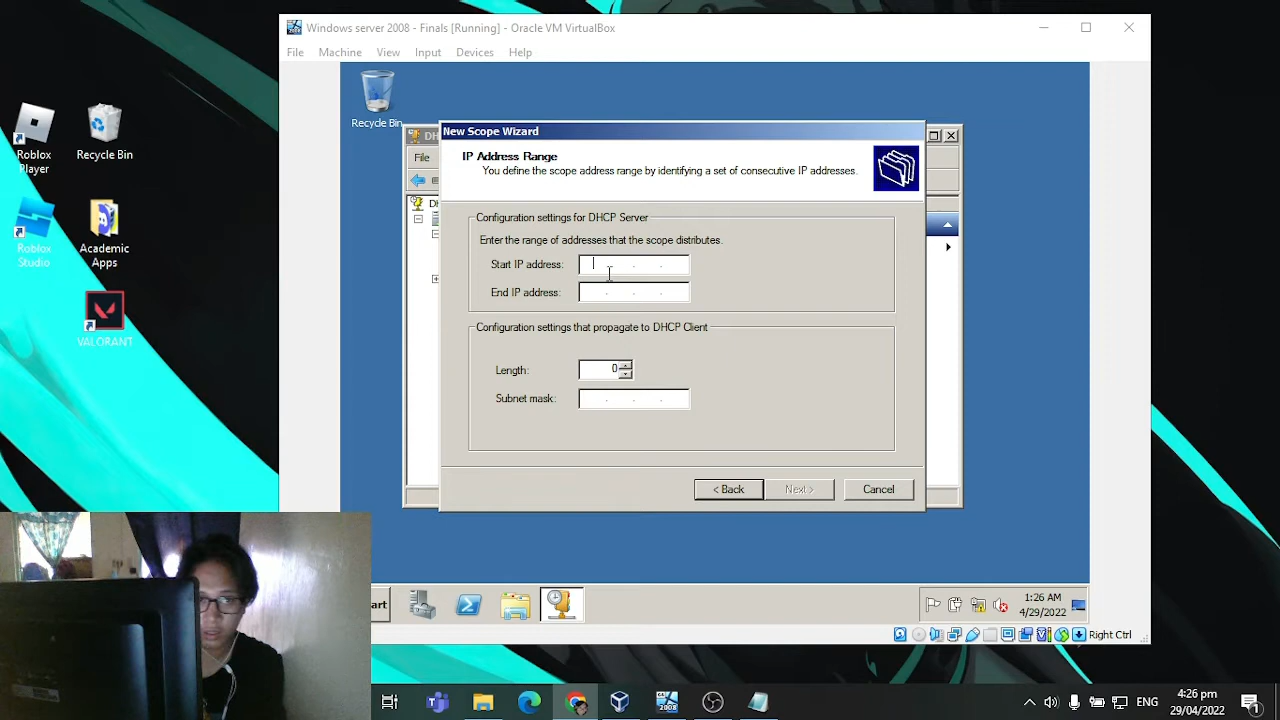 Windows server 2008 - Finals [Running] - Oracle VM VirtualBox
File Machine View Input Devices Help
Recycle Bin
Roblox Player
Recycle Bin
Roblox Studio
Academic Apps
VALORANT
New Scope Wizard
File
IP Address Range
You define the scope address range by identifying a set of consecutive IP addresses.
Configuration settings for DHCP Server
Enter the range of addresses that the scope distributes.
Start IP address: . . .
End IP address: . . .
Configuration settings that propagate to DHCP Client
Length: 0
Subnet mask: . . .
< Back Next > Cancel
art
1:26 AM
4/29/2022
Right Ctrl
ENG
4:26 pm
29/04/2022